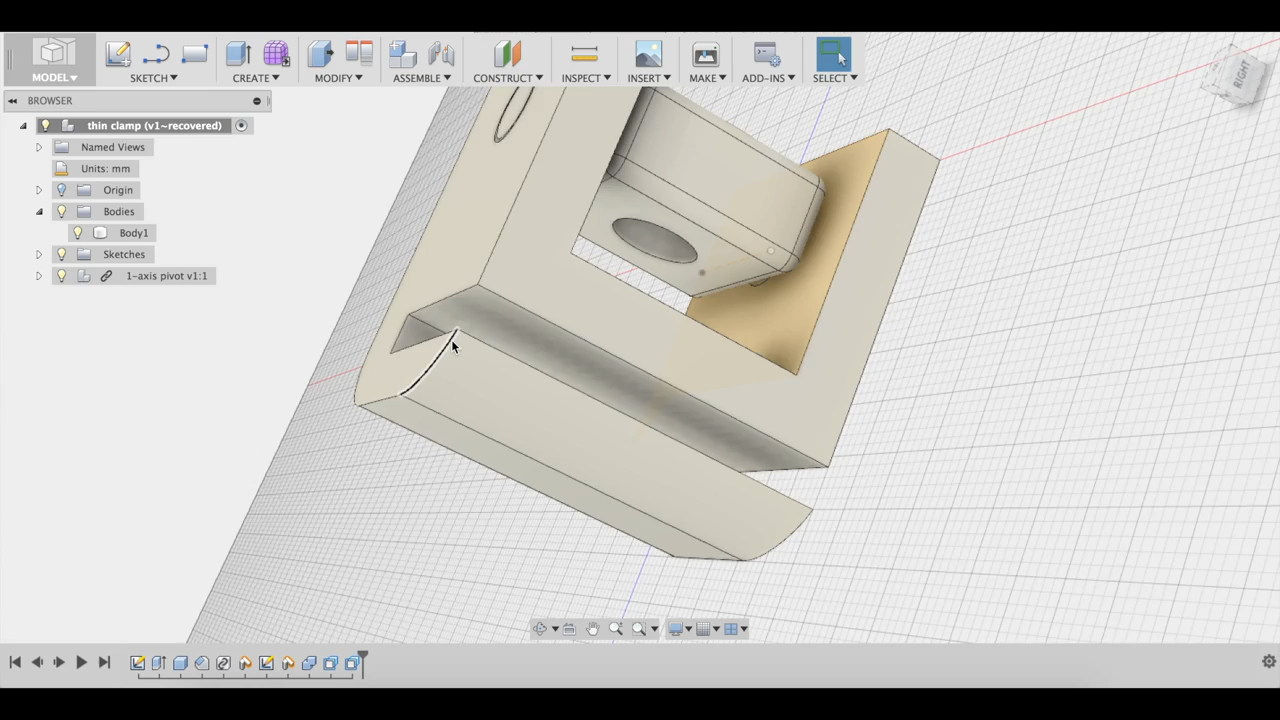 MODEL▾ SKETCH▾ CREATE▾ MODIFY▾ ASSEMBLE▾ CONSTRUCT▾ INSPECT▾ INSERT▾ MAKE▾ ADD-INS▾ SELECT▾
BROWSER
thin clamp (v1~recovered)
Named Views
Units: mm
Origin
Bodies
Body1
Sketches
1-axis pivot v1:1
RIGHT